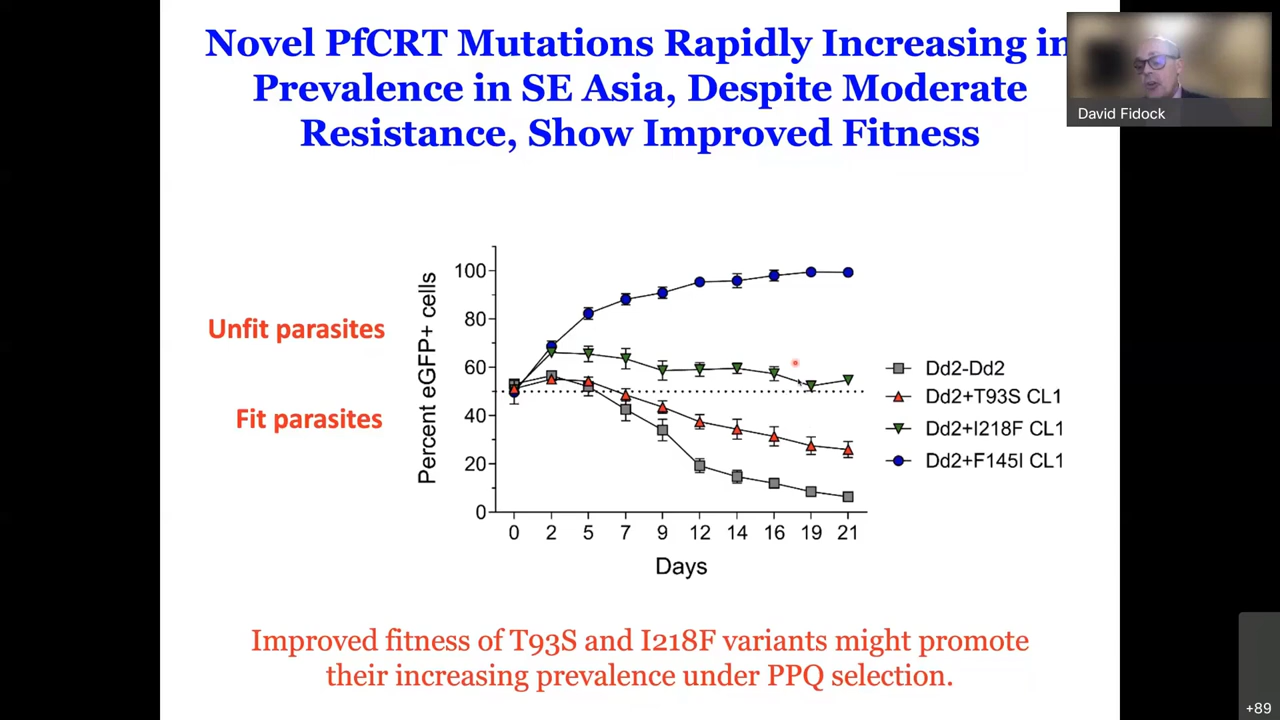 Novel PfCRT Mutations Rapidly Increasing in
Prevalence in SE Asia, Despite Moderate
Resistance, Show Improved Fitness
David Fidock
Unfit parasites
Fit parasites
Percent eGFP+ cells
100
80
60
40
20
0
0 2 5 7 9 12 14 16 19 21
Days
Dd2-Dd2
Dd2+T93S CL1
Dd2+I218F CL1
Dd2+F145I CL1
Improved fitness of T93S and I218F variants might promote
their increasing prevalence under PPQ selection.
+89